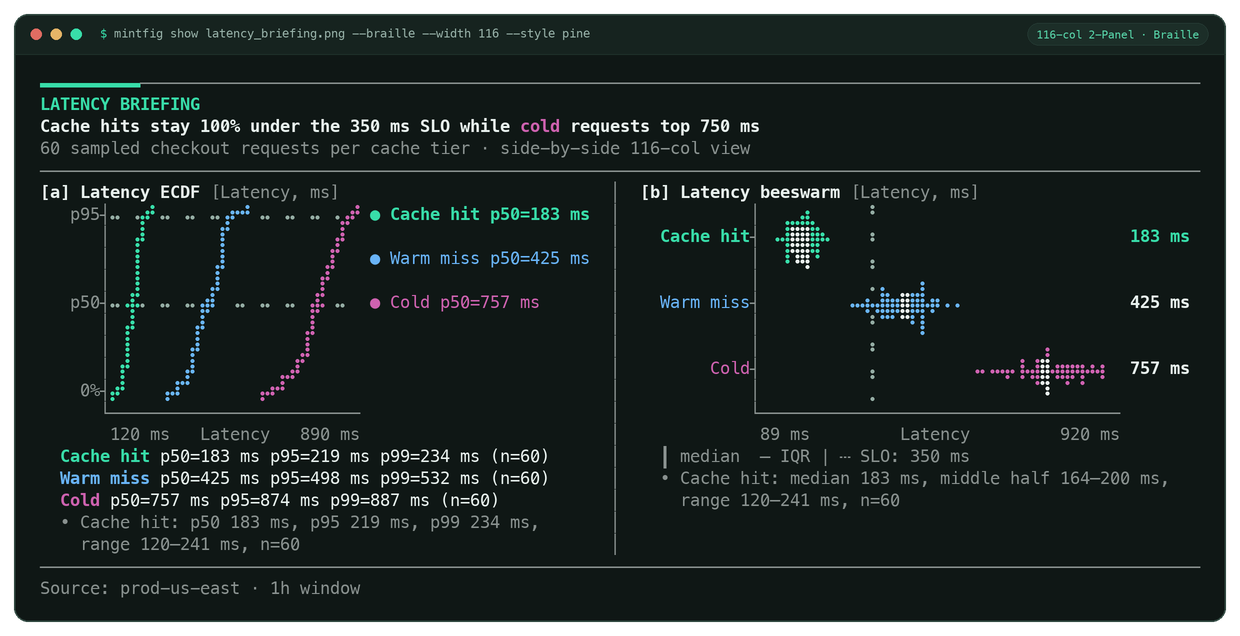 $ mintfig show latency_briefing.png --braille --width 116 --style pine
116-col 2-Panel · Braille
LATENCY BRIEFING
Cache hits stay 100% under the 350 ms SLO while cold requests top 750 ms
60 sampled checkout requests per cache tier · side-by-side 116-col view
[a] Latency ECDF [Latency, ms]
p95
● Cache hit p50=183 ms
● Warm miss p50=425 ms
p50
● Cold p50=757 ms
0%
120 ms Latency 890 ms
Cache hit p50=183 ms p95=219 ms p99=234 ms (n=60)
Warm miss p50=425 ms p95=498 ms p99=532 ms (n=60)
Cold p50=757 ms p95=874 ms p99=887 ms (n=60)
• Cache hit: p50 183 ms, p95 219 ms, p99 234 ms,
range 120–241 ms, n=60
[b] Latency beeswarm [Latency, ms]
Cache hit 183 ms
Warm miss 425 ms
Cold 757 ms
89 ms Latency 920 ms
┃ median — IQR | ┄ SLO: 350 ms
• Cache hit: median 183 ms, middle half 164–200 ms,
range 120–241 ms, n=60
Source: prod-us-east · 1h window